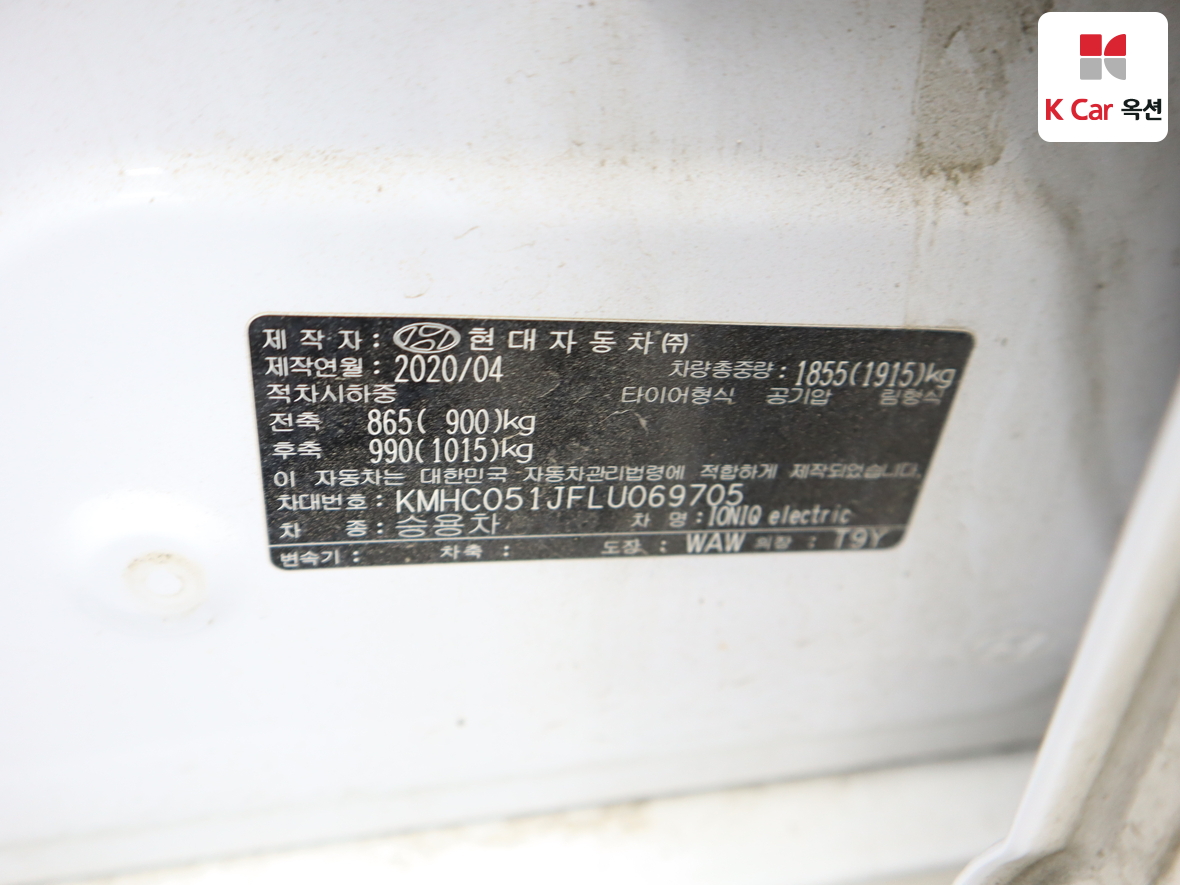 K Car 옥션
제 작 자 : 현 대 자 동 차 ㈜
제작연월 : 2020/04 차량총중량 : 1855(1915)kg
적차시하중 타이어형식 공기압 림형식
전축 865( 900)kg
후축 990(1015)kg
이 자동차는 대한민국 자동차관리법령에 적합하게 제작되었습니다.
차대번호 : KMHC051JFLU069705
차 종 : 승용차 차 명 : IONIQ electric
변속기 : 차축 : 도장 : WAW 의장 : T9Y